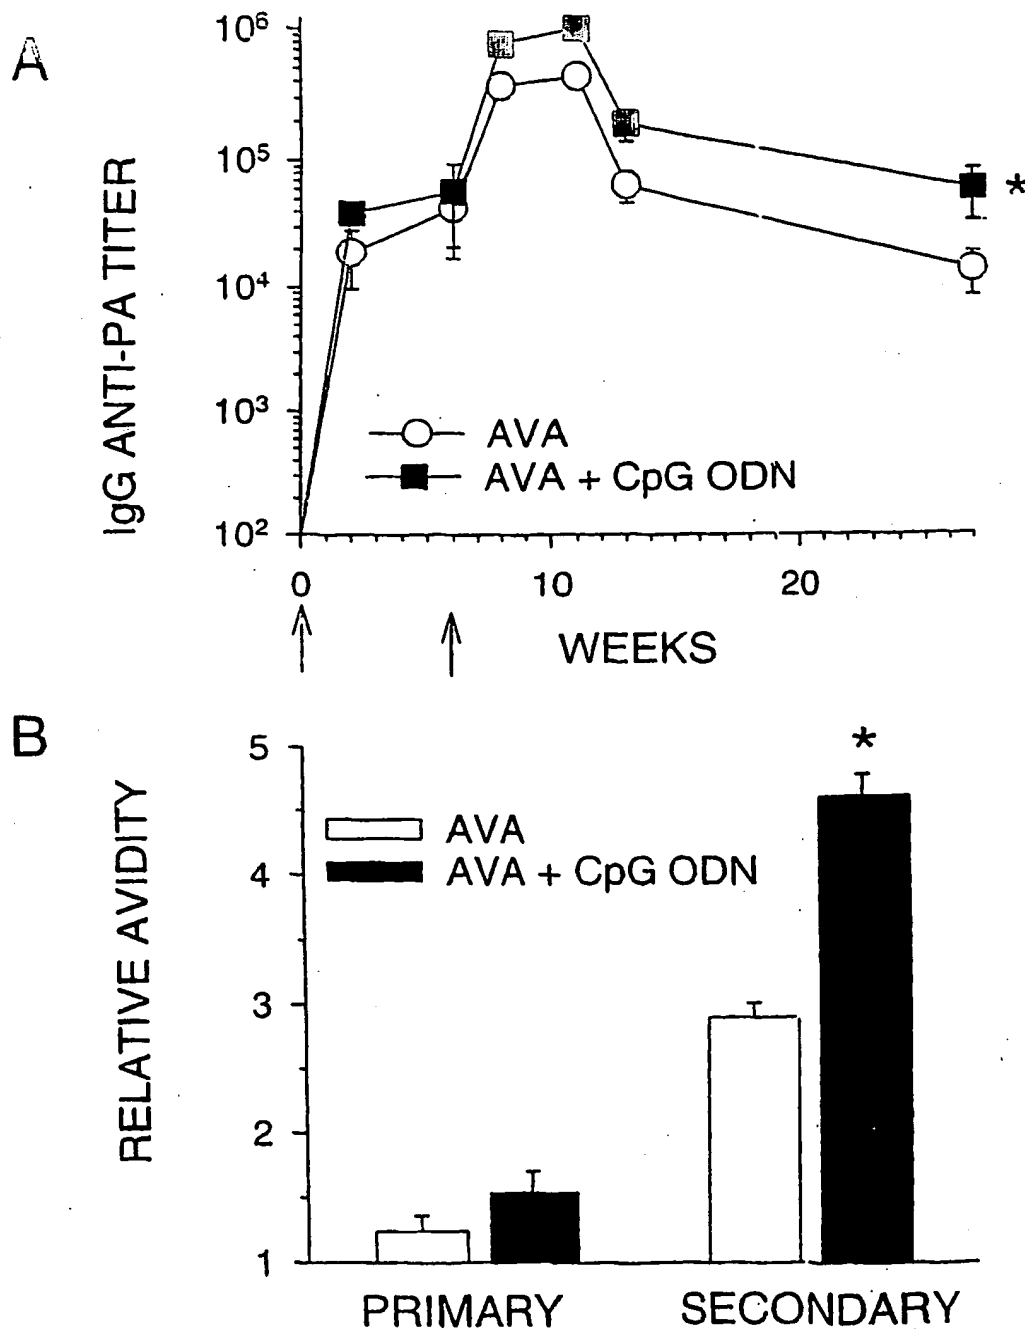 A
IgG ANTI-PA TITER
10⁶
10⁵
10⁴
10³
10²
AVA
AVA + CpG ODN
0 10 20
WEEKS
*
B
RELATIVE AVIDITY
5
4
3
2
1
AVA
AVA + CpG ODN
*
PRIMARY SECONDARY